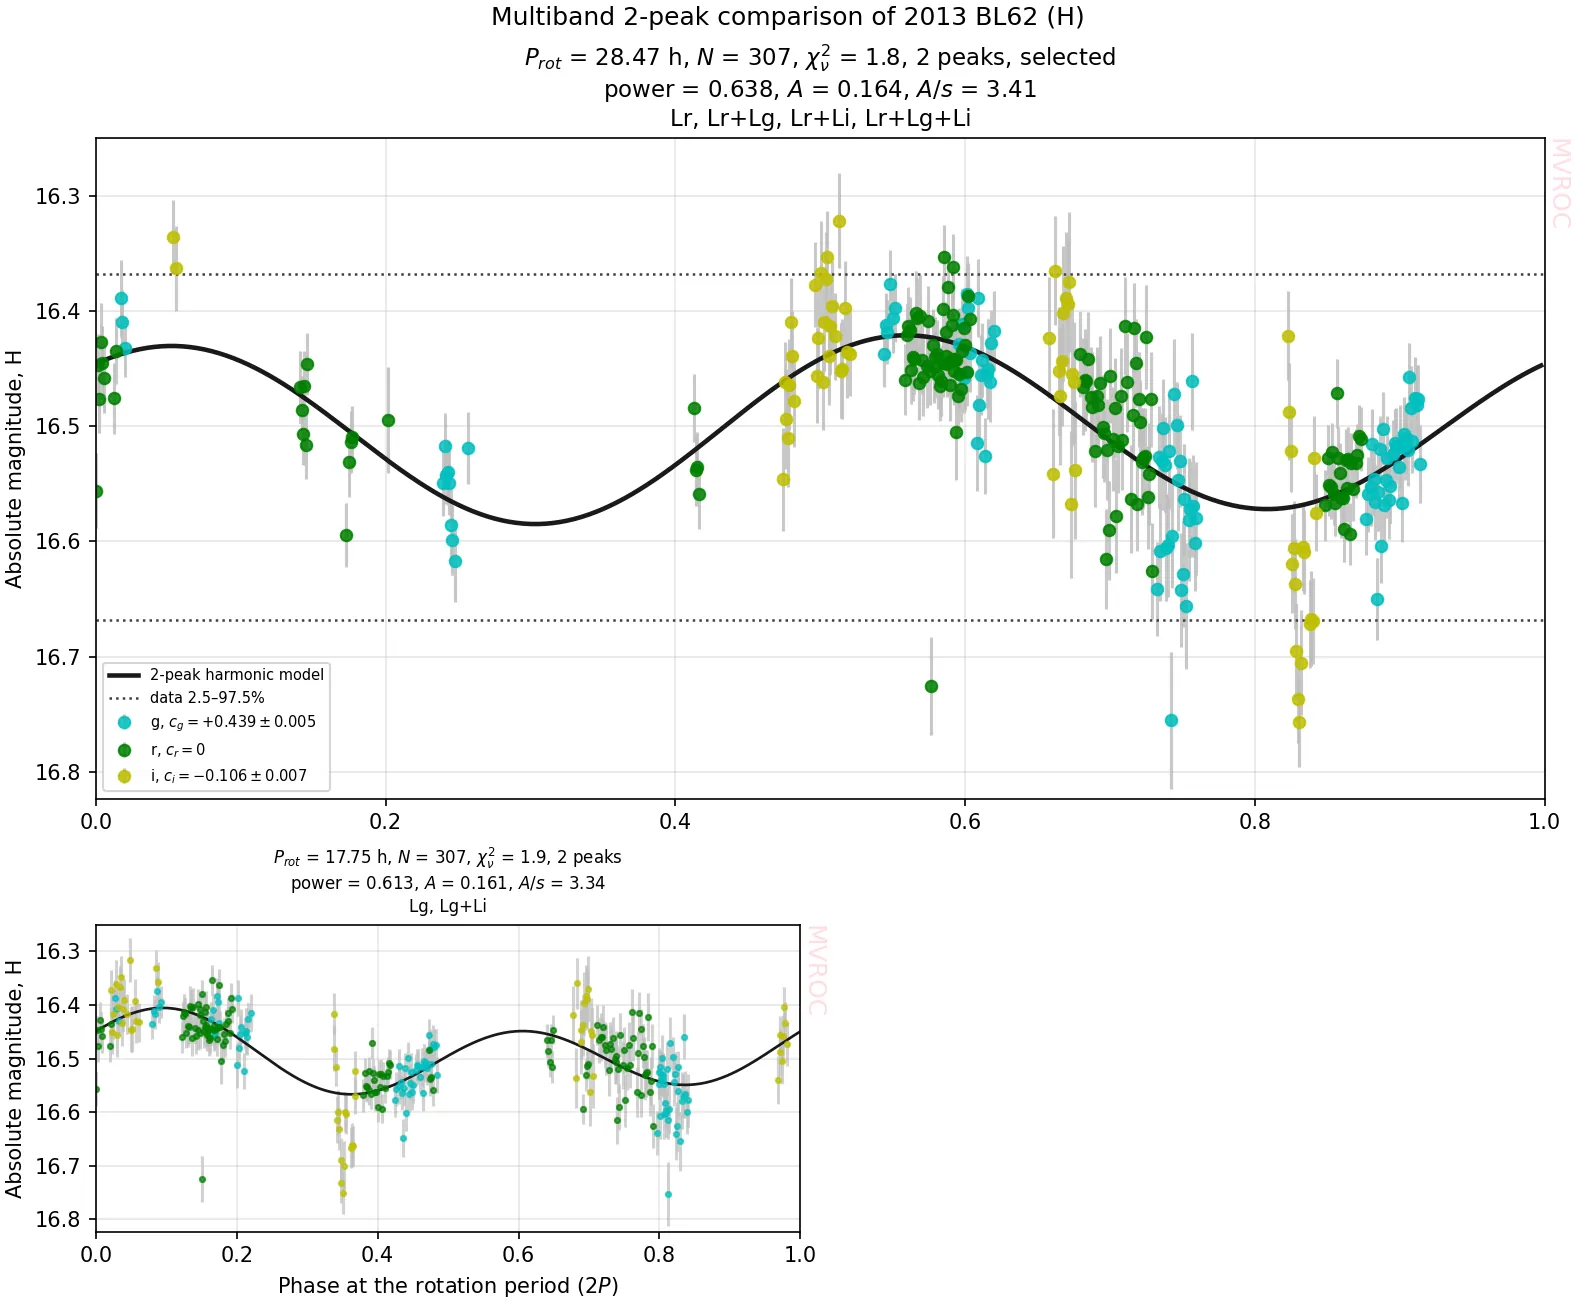 Multiband 2-peak comparison of 2013 BL62 (H)
P_rot = 28.47 h, N = 307, χ²_ν = 1.8, 2 peaks, selected
power = 0.638, A = 0.164, A/s = 3.41
Lr, Lr+Lg, Lr+Li, Lr+Lg+Li
MVROC
Absolute magnitude, H
16.3
16.4
16.5
16.6
16.7
16.8
2-peak harmonic model
data 2.5–97.5%
g, c_g = +0.439 ± 0.005
r, c_r = 0
i, c_i = −0.106 ± 0.007
0.0 0.2 0.4 0.6 0.8 1.0
P_rot = 17.75 h, N = 307, χ²_ν = 1.9, 2 peaks
power = 0.613, A = 0.161, A/s = 3.34
Lg, Lg+Li
MVROC
Absolute magnitude, H
16.3
16.4
16.5
16.6
16.7
16.8
0.0 0.2 0.4 0.6 0.8 1.0
Phase at the rotation period (2P)